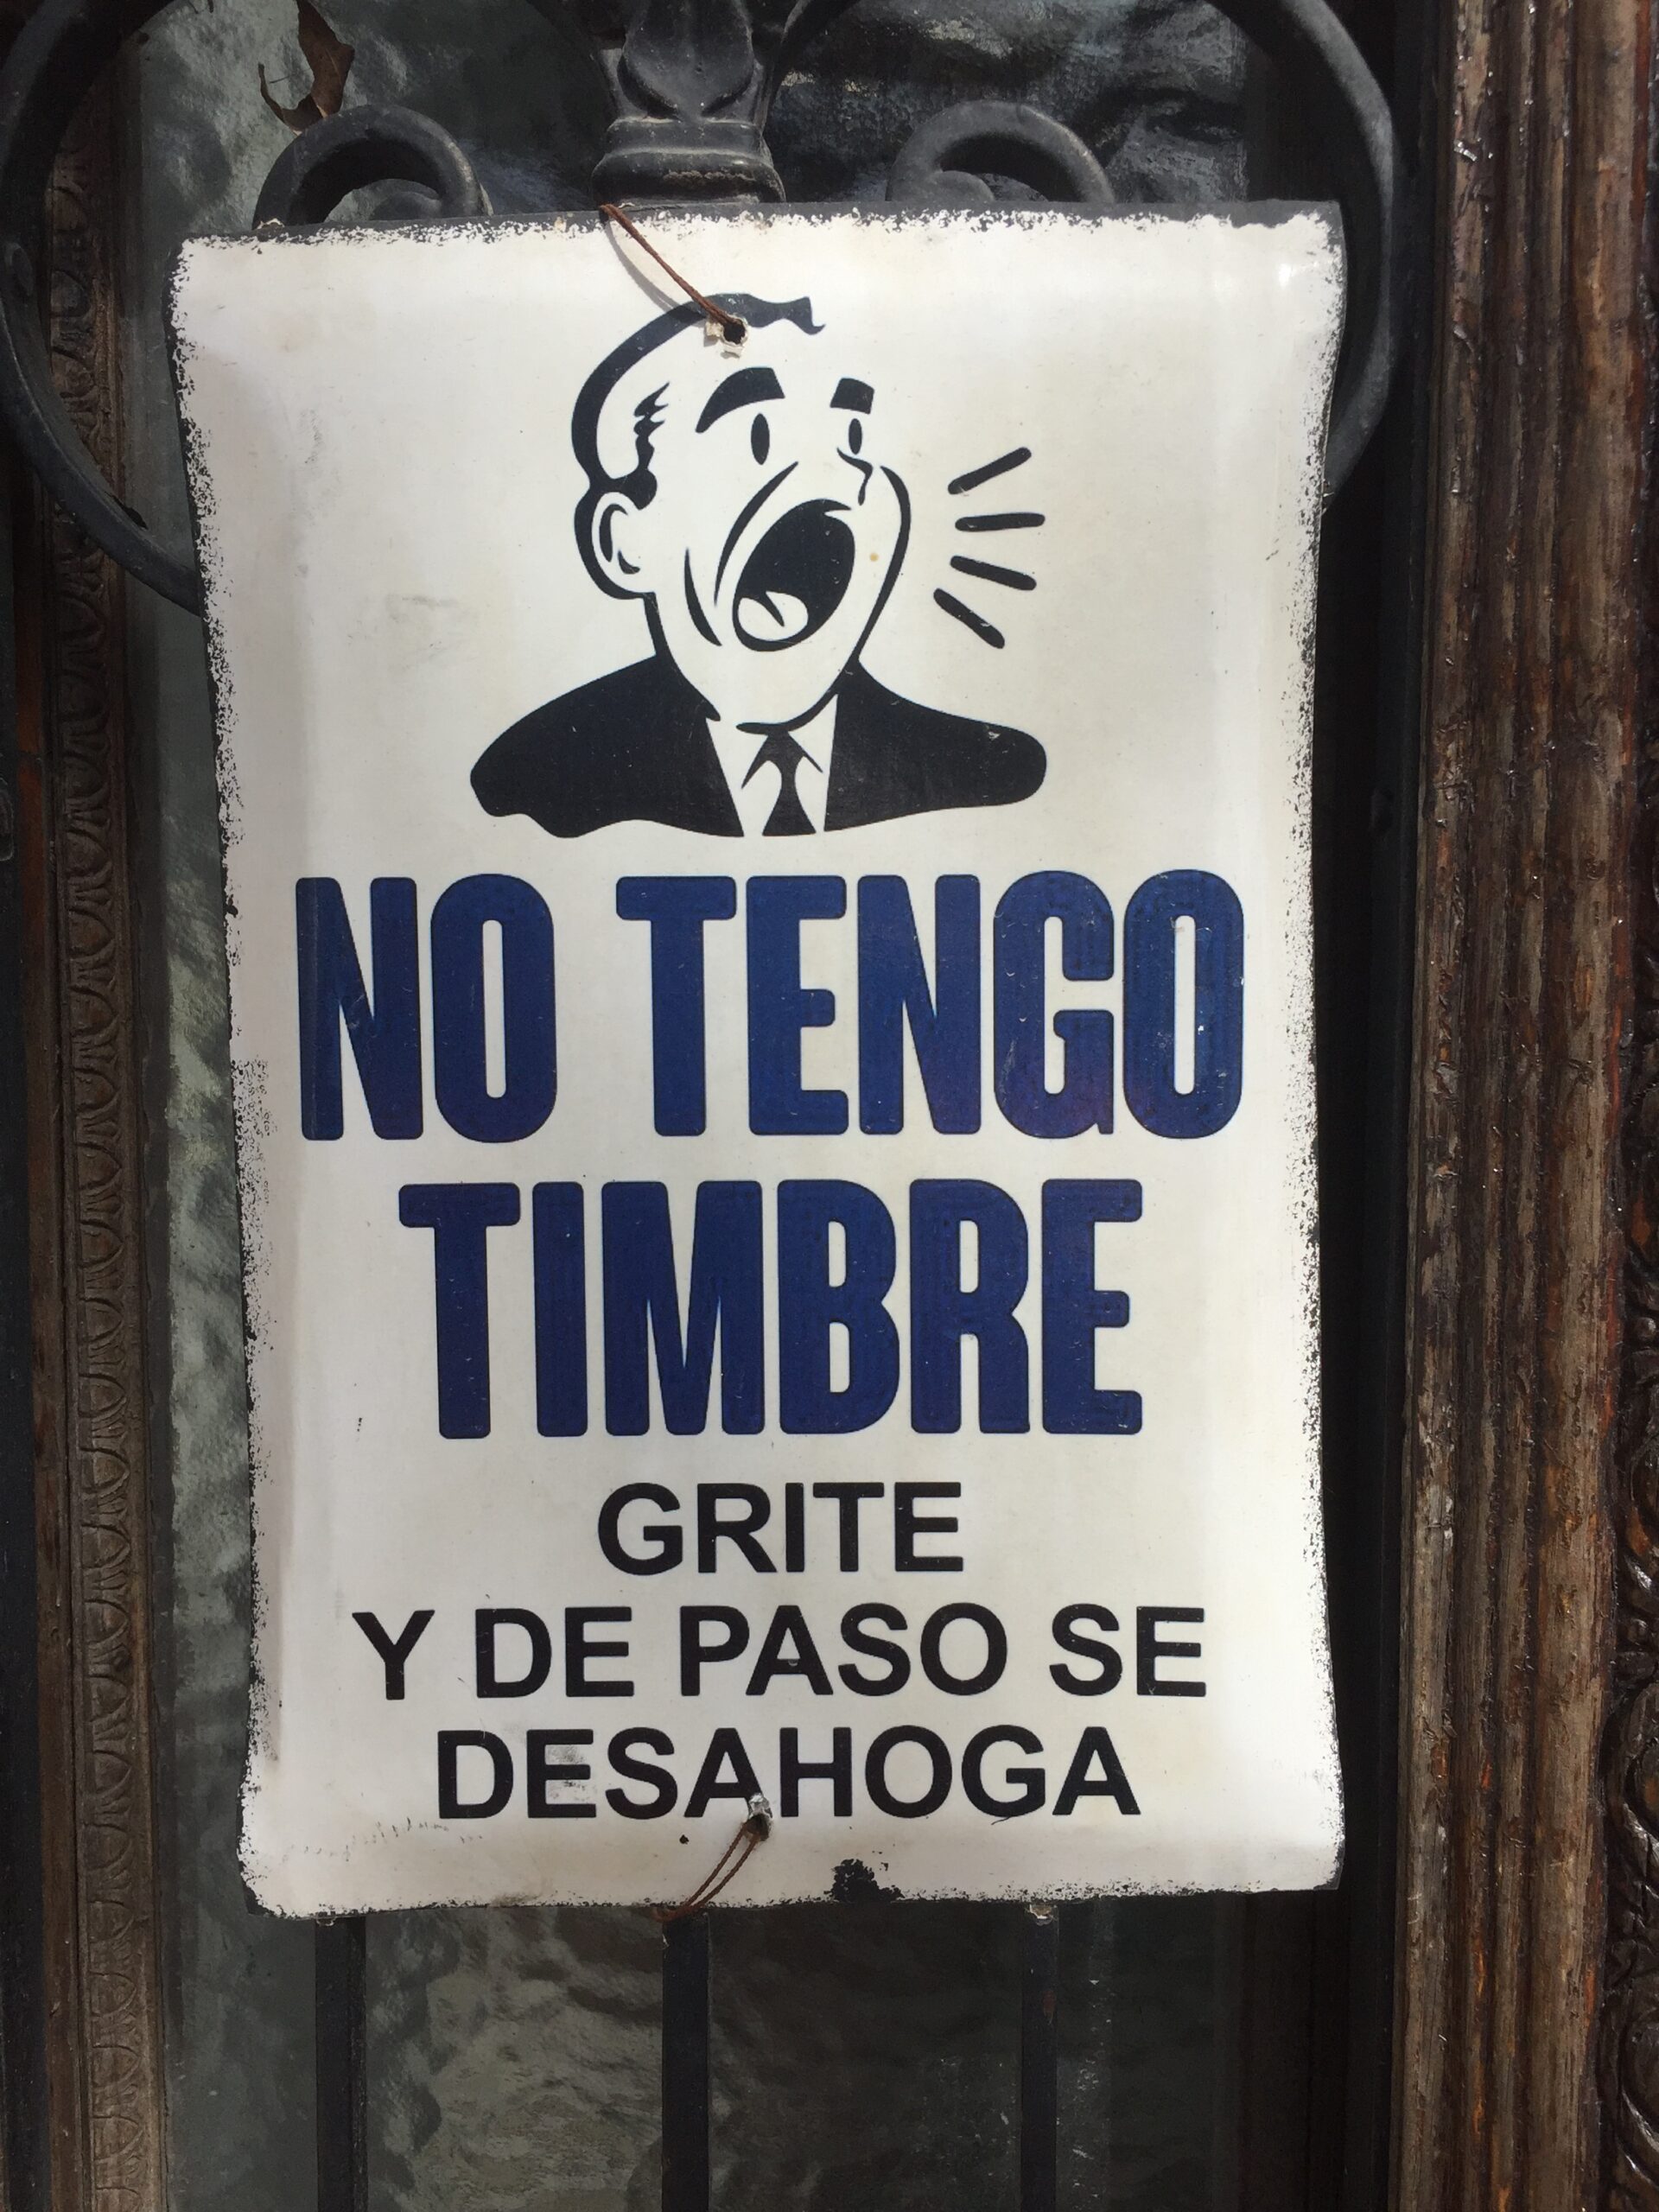 NO TENGO
TIMBRE
GRITE
Y DE PASO SE
DESAHOGA